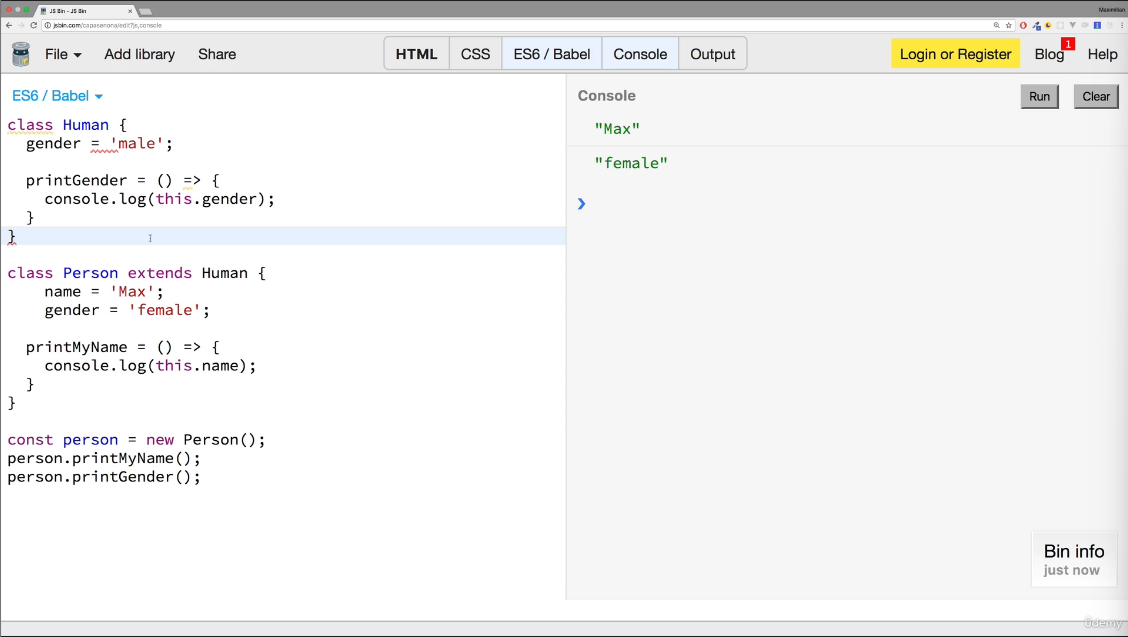 JS Bin - JS Bin
Maximilian
jsbin.com/capasenona/edit?js,console
File
Add library
Share
HTML
CSS
ES6 / Babel
Console
Output
Login or Register
Blog
1
Help
ES6 / Babel
class Human {
  gender = 'male';
  printGender = () => {
    console.log(this.gender);
  }
}
class Person extends Human {
    name = 'Max';
    gender = 'female';
  printMyName = () => {
    console.log(this.name);
  }
}
const person = new Person();
person.printMyName();
person.printGender();
Console
Run
Clear
"Max"
"female"
Bin info
just now
Udemy